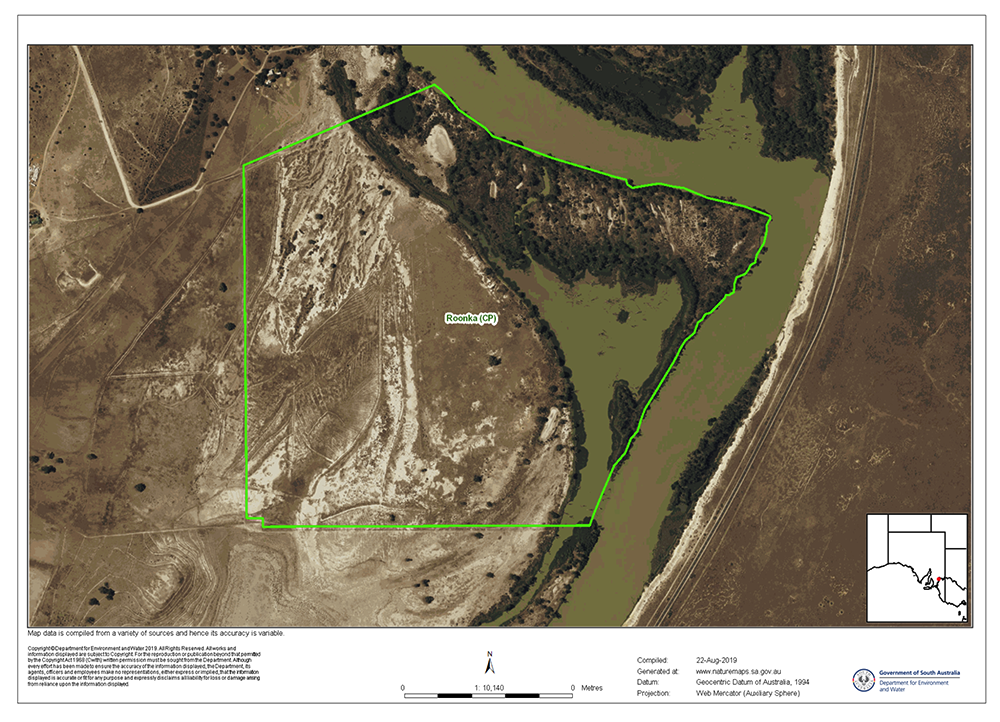 Roonka (CP)
Map data is compiled from a variety of sources and hence its accuracy is variable.
Copyright © Department for Environment and Water 2019. All Rights Reserved. All works and
information displayed are subject to Copyright. For the reproduction or publication beyond that permitted
by the Copyright Act 1968 (Cwlth) written permission must be sought from the Department. Although
every effort has been made to ensure the accuracy of the information displayed, the Department, its
agents, officers and employees make no representations, either express or implied, that the information
displayed is accurate or fit for any purpose and expressly disclaims all liability for loss or damage arising
from reliance upon the information displayed.
N
0 1: 10,140 0 Metres
Compiled: 22-Aug-2019
Generated at: www.naturemaps.sa.gov.au
Datum: Geocentric Datum of Australia, 1994
Projection: Web Mercator (Auxiliary Sphere)
Government of South Australia
Department for Environment
and Water